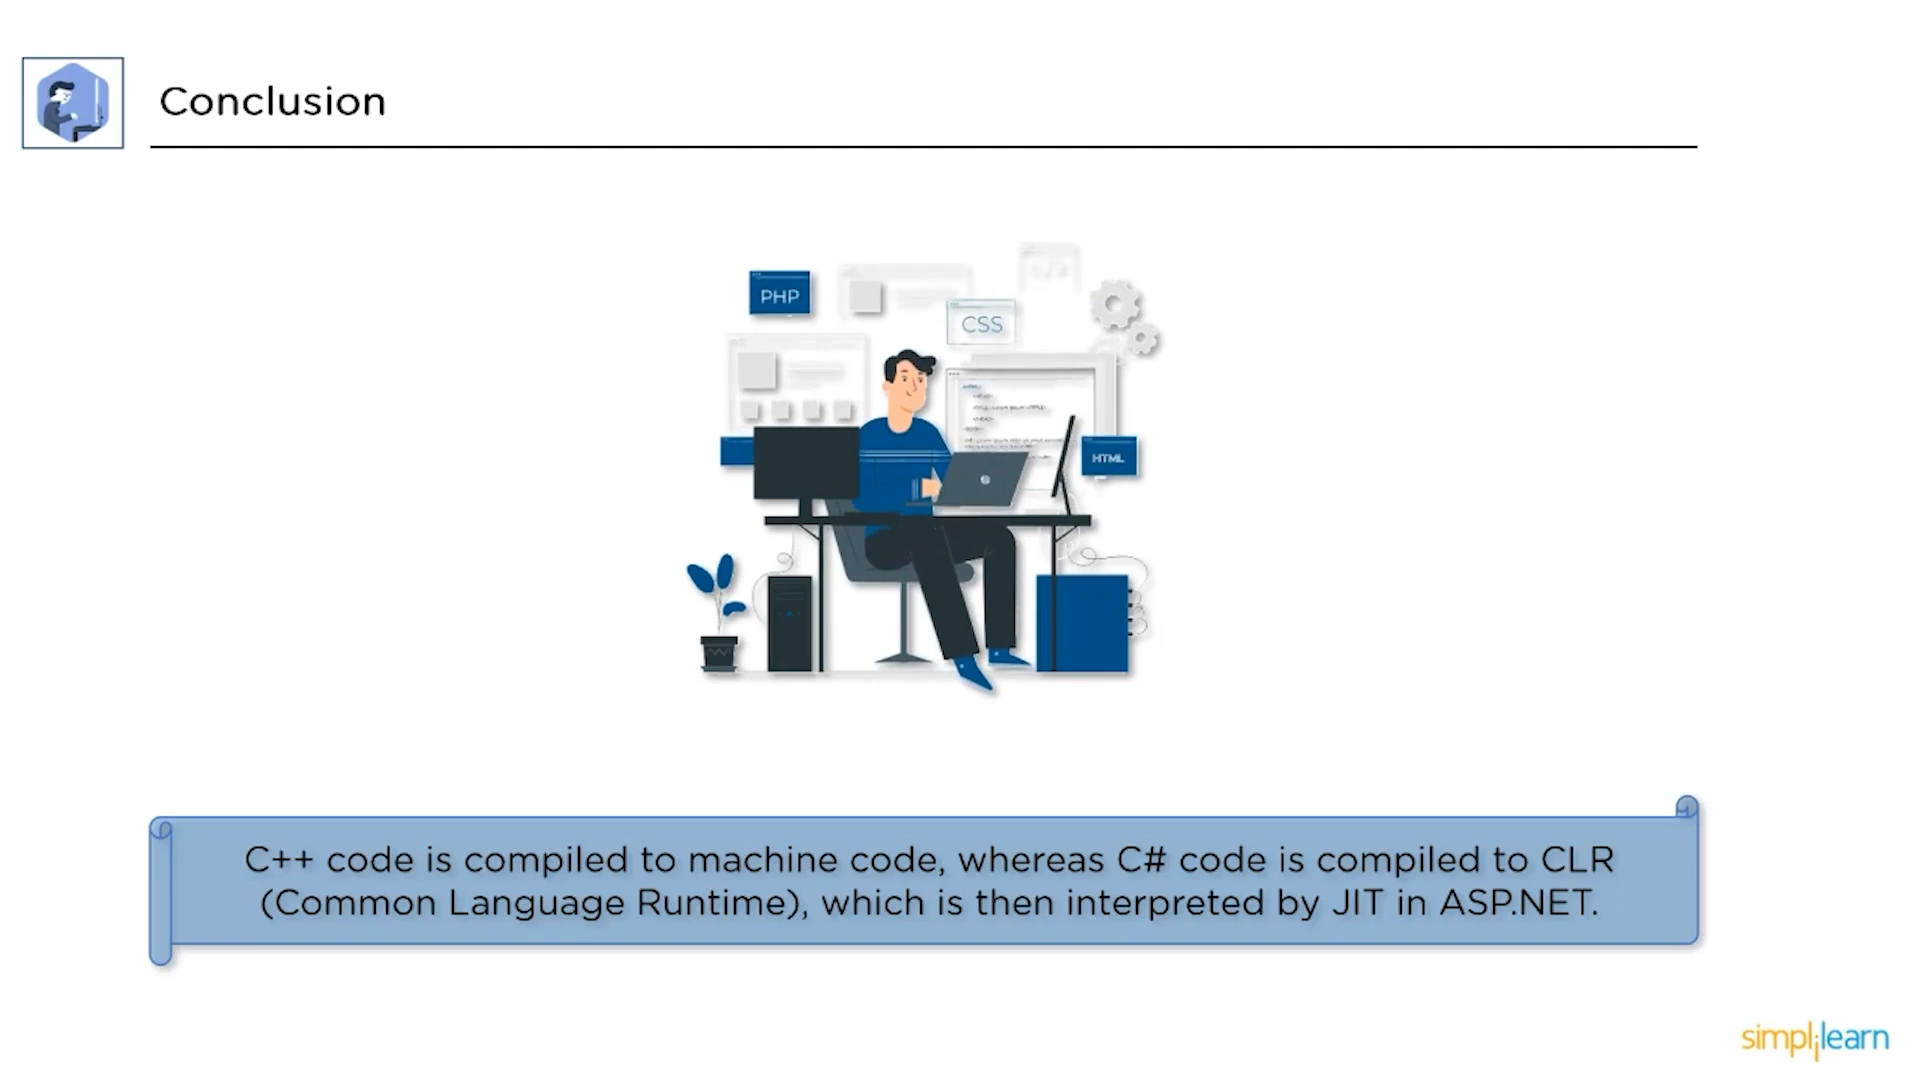 Conclusion
PHP
CSS
HTML
C++ code is compiled to machine code, whereas C# code is compiled to CLR
(Common Language Runtime), which is then interpreted by JIT in ASP.NET.
simplilearn